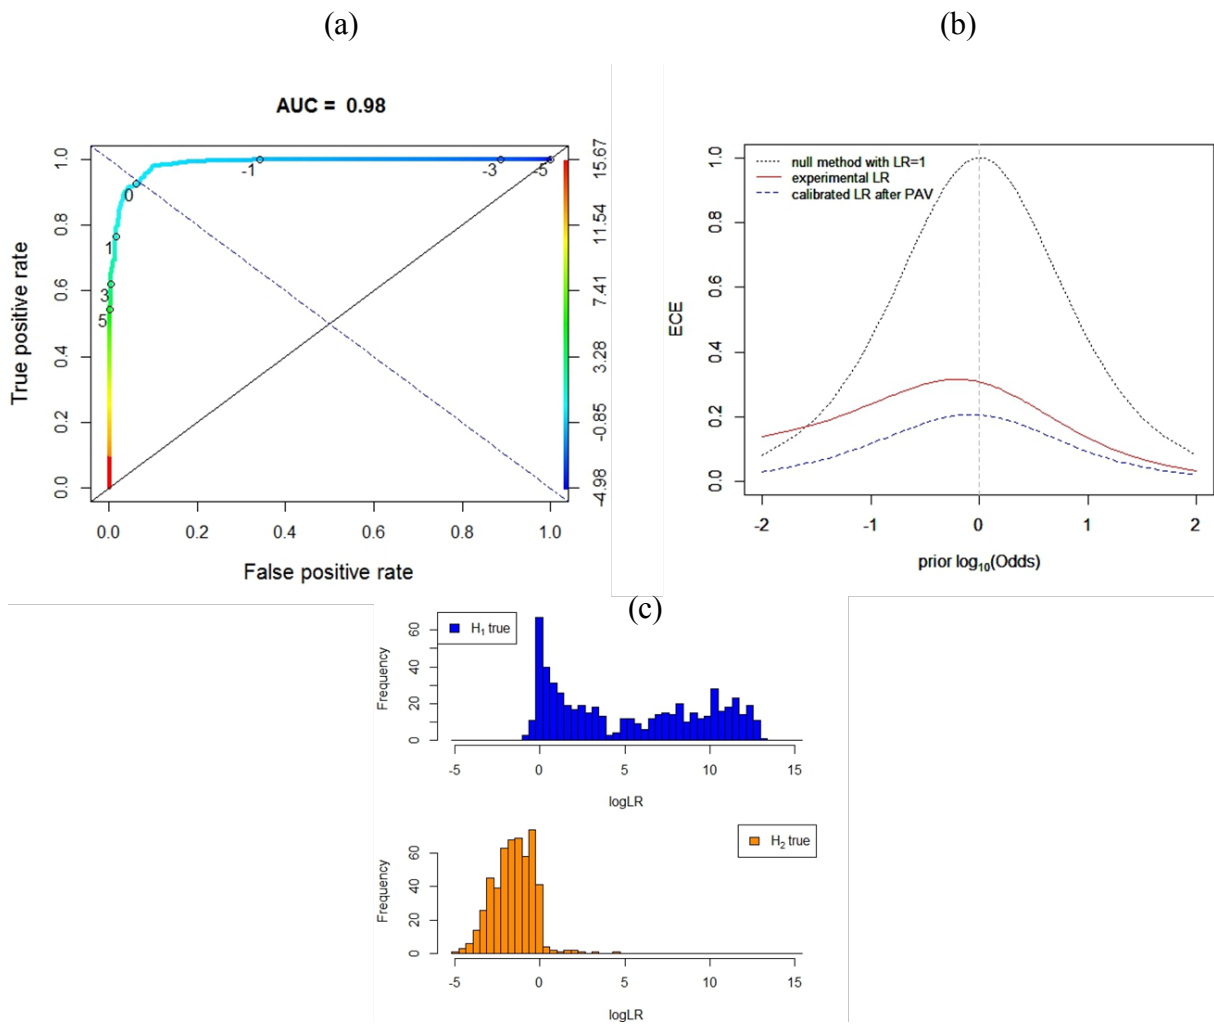 (a)
(b)
AUC = 0.98
True positive rate
0.0 0.2 0.4 0.6 0.8 1.0
-1
-3
-5
0
1
3
5
-4.98 -0.85 3.28 7.41 11.54 15.67
0.0 0.2 0.4 0.6 0.8 1.0
False positive rate
null method with LR=1
experimental LR
calibrated LR after PAV
ECE
0.0 0.2 0.4 0.6 0.8 1.0
-2 -1 0 1 2
prior log₁₀(Odds)
(c)
H₁ true
Frequency
0 20 40 60
-5 0 5 10 15
logLR
H₂ true
Frequency
0 20 40 60
-5 0 5 10 15
logLR